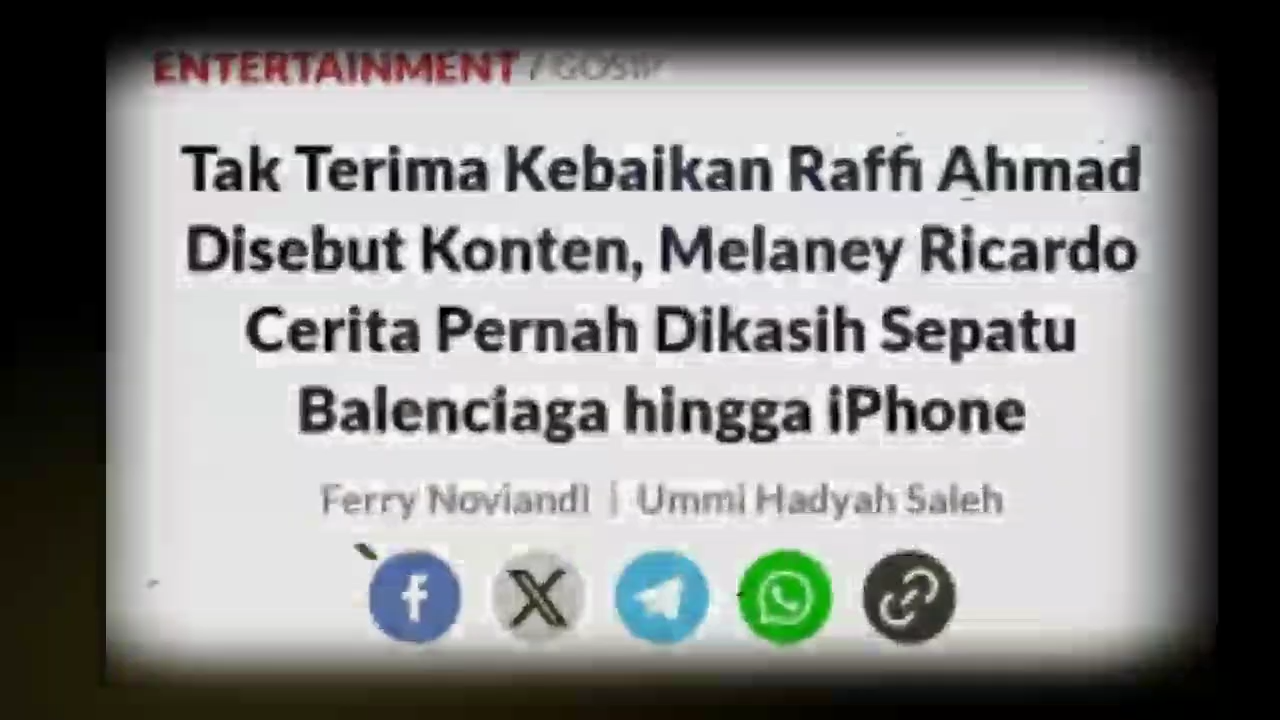 ENTERTAINMENT / GOSIP
Tak Terima Kebaikan Raffi Ahmad
Disebut Konten, Melaney Ricardo
Cerita Pernah Dikasih Sepatu
Balenciaga hingga iPhone
Ferry Noviandi | Ummi Hadyah Saleh